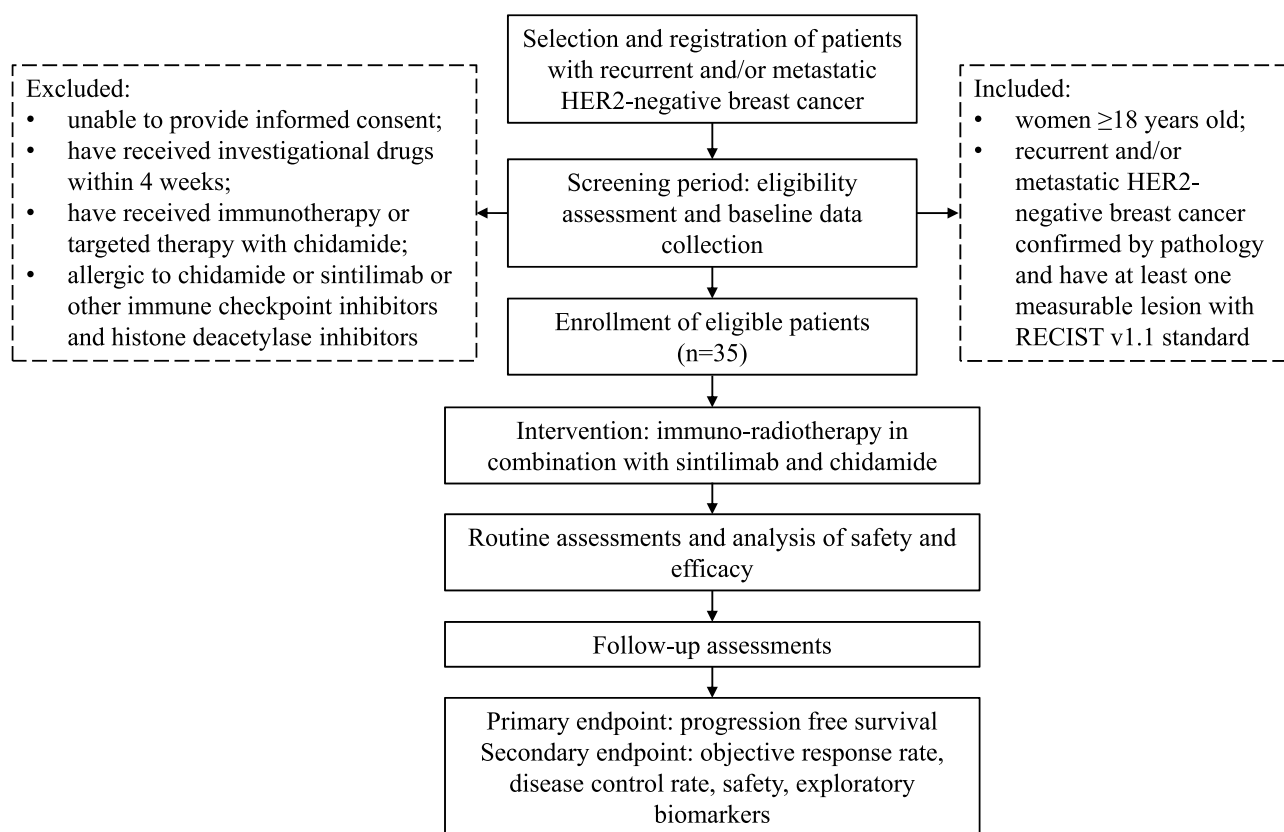 Selection and registration of patients
with recurrent and/or metastatic
HER2-negative breast cancer
Excluded:
• unable to provide informed consent;
• have received investigational drugs
within 4 weeks;
• have received immunotherapy or
targeted therapy with chidamide;
• allergic to chidamide or sintilimab or
other immune checkpoint inhibitors
and histone deacetylase inhibitors
Screening period: eligibility
assessment and baseline data
collection
Included:
• women ≥18 years old;
• recurrent and/or
metastatic HER2-
negative breast cancer
confirmed by pathology
and have at least one
measurable lesion with
RECIST v1.1 standard
Enrollment of eligible patients
(n=35)
Intervention: immuno-radiotherapy in
combination with sintilimab and chidamide
Routine assessments and analysis of safety and
efficacy
Follow-up assessments
Primary endpoint: progression free survival
Secondary endpoint: objective response rate,
disease control rate, safety, exploratory
biomarkers